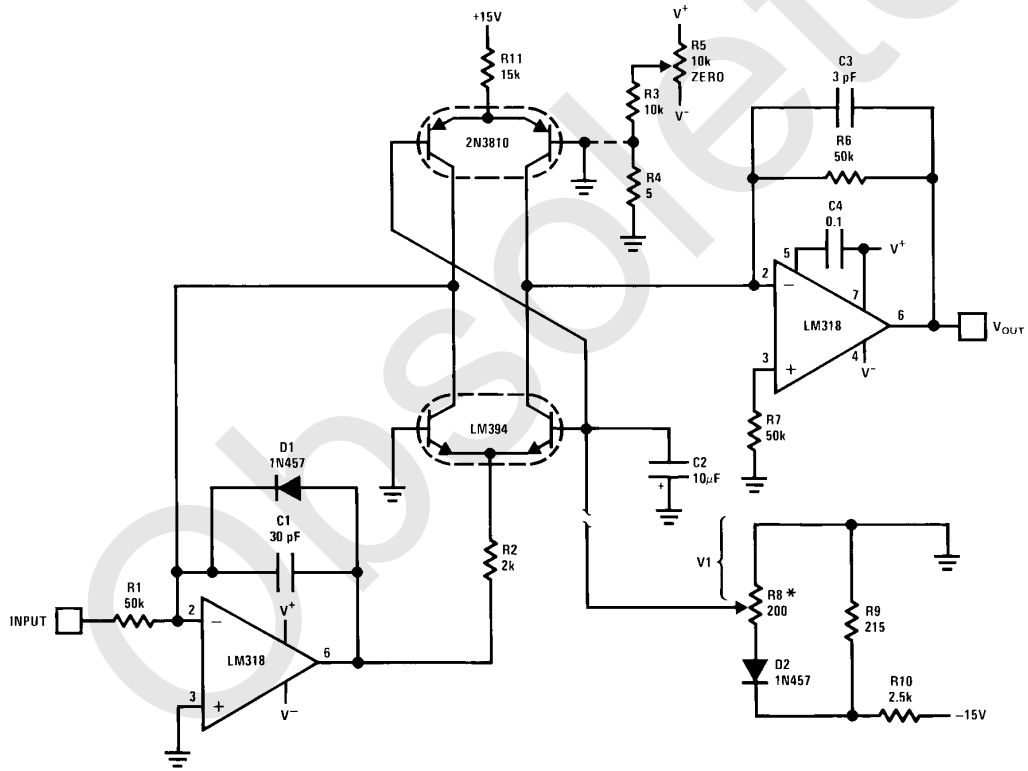 +15V
R11
15k
2N3810
V+
R5
10k
ZERO
V−
R3
10k
R4
5
C3
3 pF
R6
50k
C4
0.1
V+
5
2
−
7
LM318
6
VOUT
3
+
4
V−
R7
50k
LM394
C2
10μF
+
D1
1N457
C1
30 pF
R2
2k
INPUT
R1
50k
2
−
V+
LM318
6
3
+
V−
V1
R8*
200
R9
215
D2
1N457
R10
2.5k
−15V
Obsolete